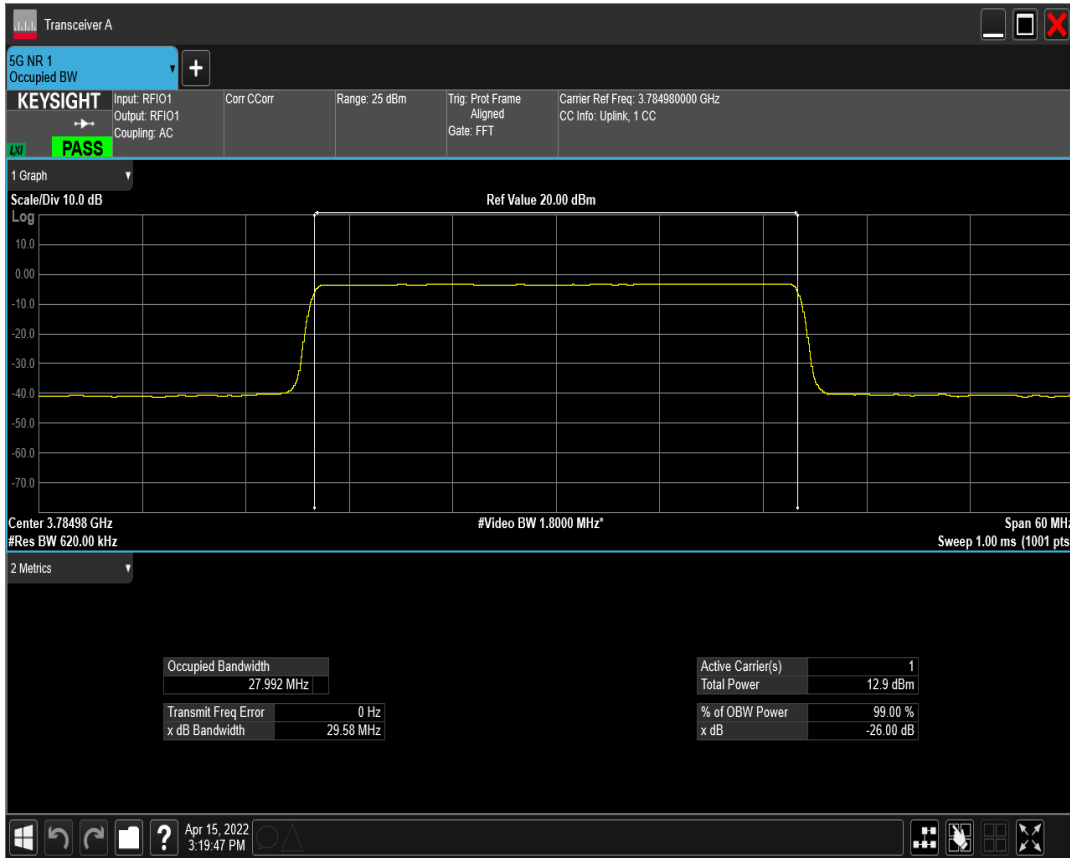 Transceiver A
5G NR 1
Occupied BW
KEYSIGHT
LXI
PASS
Input: RFIO1
Output: RFIO1
Coupling: AC
Corr CCorr
Range: 25 dBm
Trig: Prot Frame
Aligned
Gate: FFT
Carrier Ref Freq: 3.784980000 GHz
CC Info: Uplink, 1 CC
1 Graph
Scale/Div 10.0 dB
Ref Value 20.00 dBm
Log
10.0
0.00
-10.0
-20.0
-30.0
-40.0
-50.0
-60.0
-70.0
Center 3.78498 GHz
#Video BW 1.8000 MHz*
Span 60 MHz
#Res BW 620.00 kHz
Sweep 1.00 ms (1001 pts
2 Metrics
Occupied Bandwidth
27.992 MHz
Transmit Freq Error 0 Hz
x dB Bandwidth 29.58 MHz
Active Carrier(s) 1
Total Power 12.9 dBm
% of OBW Power 99.00 %
x dB -26.00 dB
?
Apr 15, 2022
3:19:47 PM